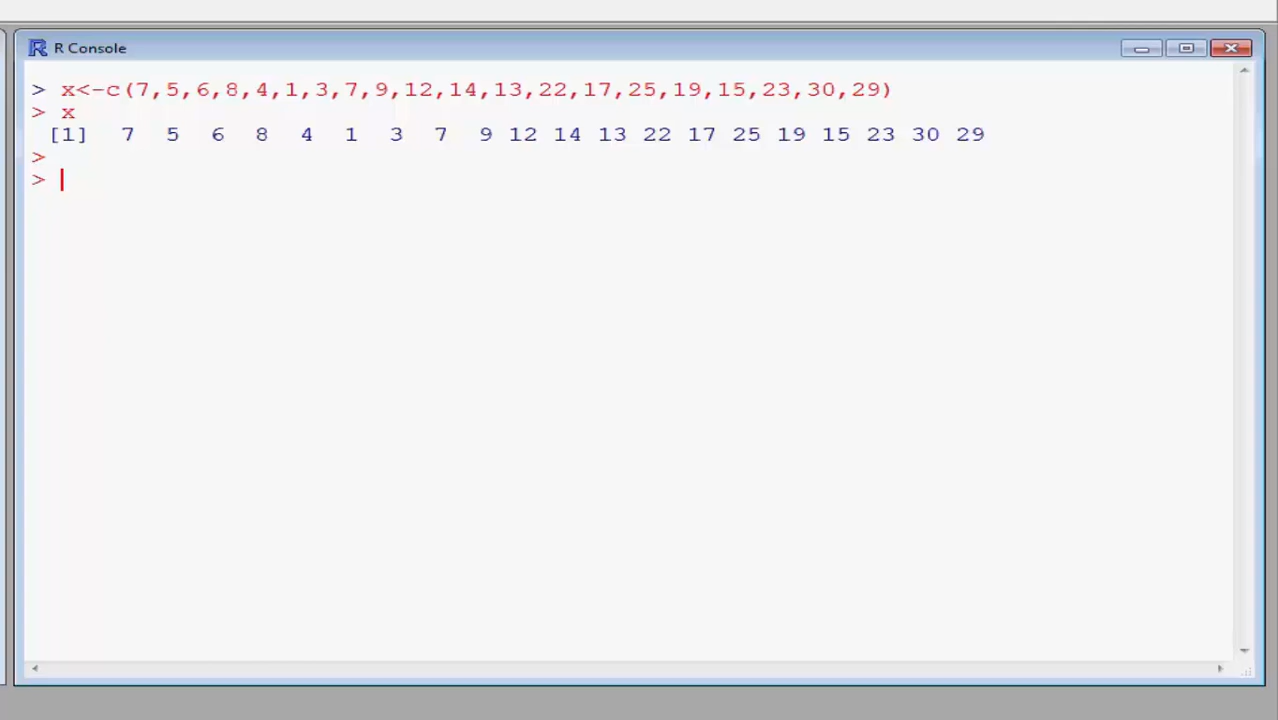 R Console
> x<-c(7,5,6,8,4,1,3,7,9,12,14,13,22,17,25,19,15,23,30,29)
> x
[1] 7 5 6 8 4 1 3 7 9 12 14 13 22 17 25 19 15 23 30 29
>
>